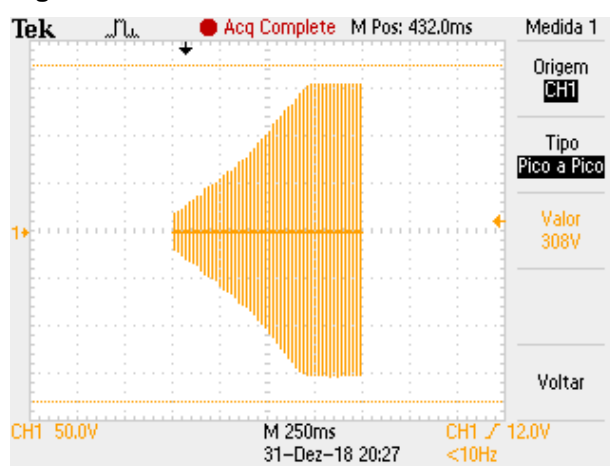 Tek Acq Complete M Pos: 432.0ms Medida 1
Origem
CH1
Tipo
Pico a Pico
1
Valor
308V
Voltar
CH1 50.0V M 250ms CH1 12.0V
31-Dez-18 20:27 <10Hz